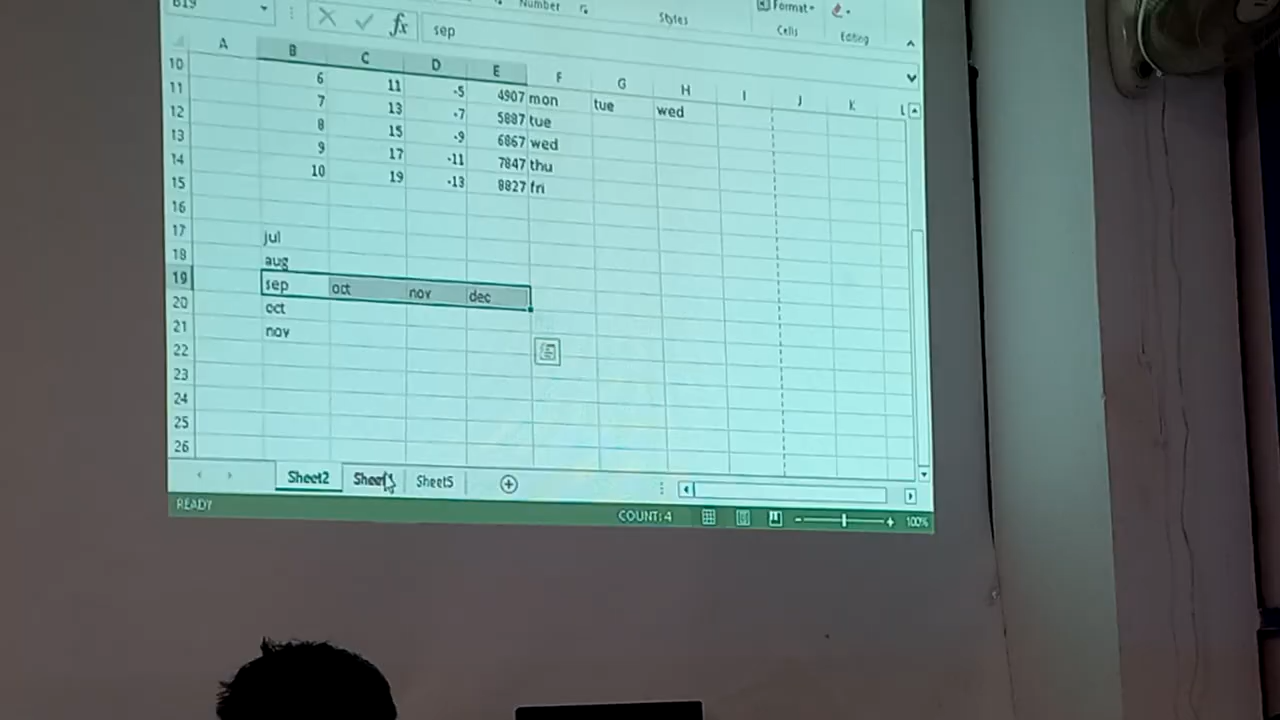 B19 sep
Number Styles Format Cells Editing
A B C D E F G H I J K L
10
11 6 11 -5 4907 mon tue wed
12 7 13 -7 5887 tue
13 8 15 -9 6867 wed
14 9 17 -11 7847 thu
15 10 19 -13 8827 fri
16
17 jul
18 aug
19 sep oct nov dec
20 oct
21 nov
22
23
24
25
26
Sheet2 Sheet Sheet5
READY COUNT: 4 100%